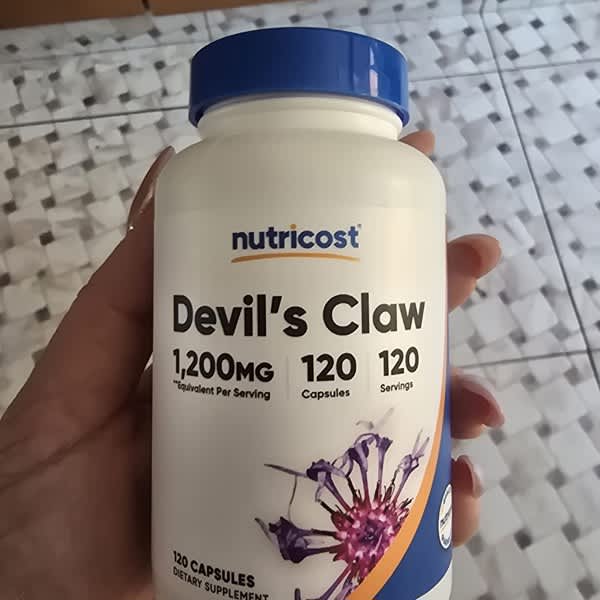 nutricost
Devil's Claw
1,200MG 120 120
**Equivalent Per Serving Capsules Servings
120 CAPSULES
DIETARY SUPPLEMENT